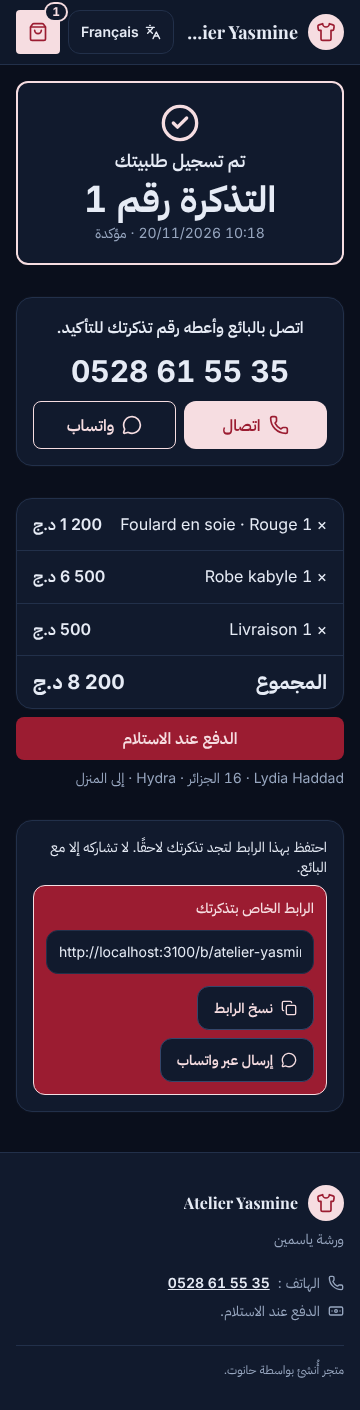 ...ier Yasmine
Français
1
تم تسجيل طلبيتك
التذكرة رقم 1
20/11/2026 10:18 · مؤكدة
اتصل بالبائع وأعطه رقم تذكرتك للتأكيد.
0528 61 55 35
اتصال
واتساب
Foulard en soie · Rouge 1 × 1 200 د.ج
Robe kabyle 1 × 6 500 د.ج
Livraison 1 × 500 د.ج
المجموع 8 200 د.ج
الدفع عند الاستلام
Lydia Haddad · 16 الجزائر · Hydra · إلى المنزل
احتفظ بهذا الرابط لتجد تذكرتك لاحقًا. لا تشاركه إلا مع
البائع.
الرابط الخاص بتذكرتك
http://localhost:3100/b/atelier-yasmi
نسخ الرابط
إرسال عبر واتساب
Atelier Yasmine
ورشة ياسمين
الهاتف : 0528 61 55 35
الدفع عند الاستلام.
متجر أُنشئ بواسطة حانوت.